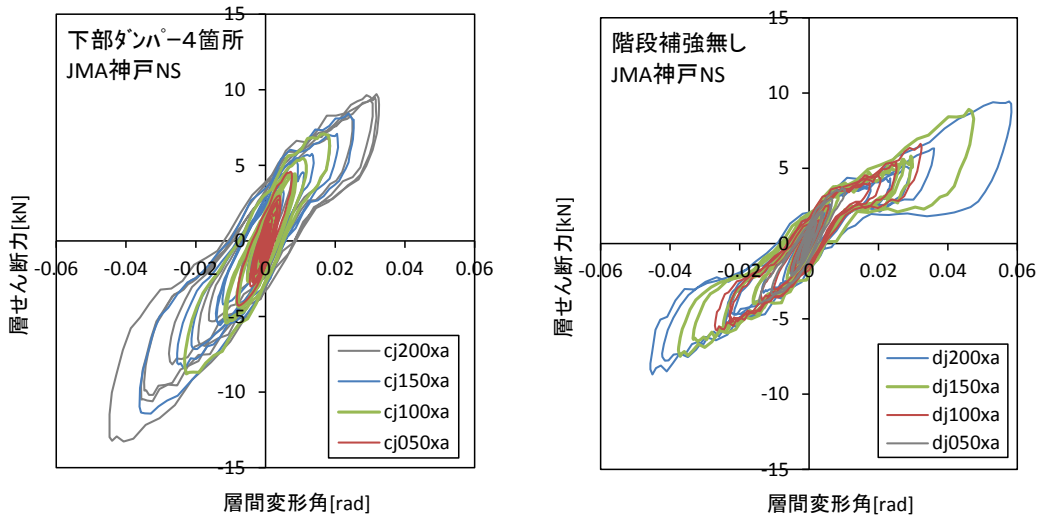 下部ダンパー4箇所
JMA神戸NS
15
10
5
0
-5
-10
-15
-0.06
-0.04
-0.02
0
0.02
0.04
0.06
層せん断力[kN]
層間変形角[rad]
cj200xa
cj150xa
cj100xa
cj050xa
階段補強無し
JMA神戸NS
15
10
5
0
-5
-10
-15
-0.06
-0.04
-0.02
0
0.02
0.04
0.06
層せん断力[kN]
層間変形角[rad]
dj200xa
dj150xa
dj100xa
dj050xa